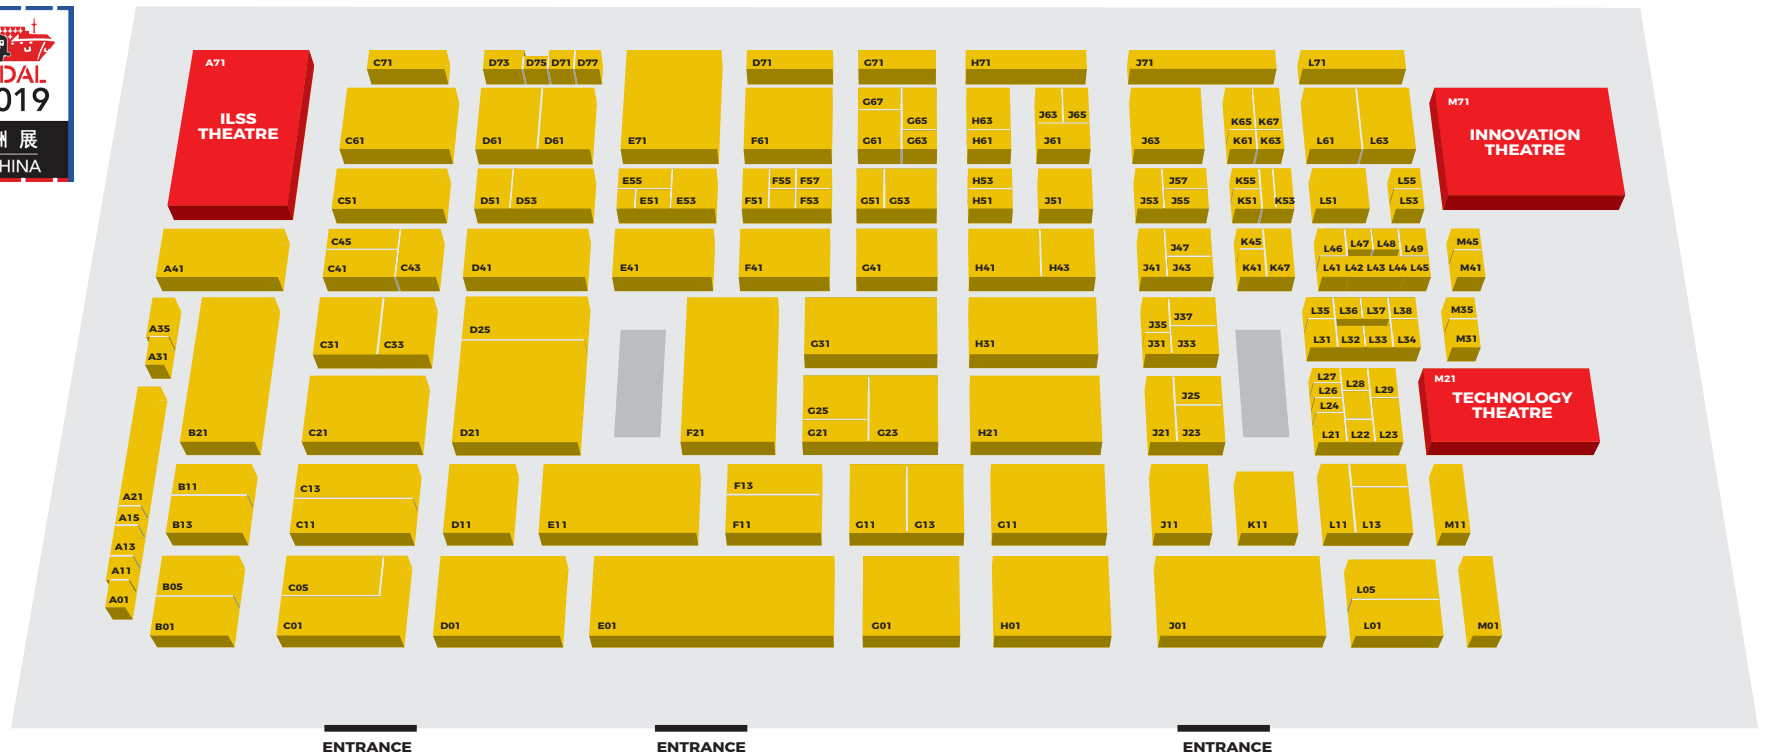 DAL
019
洲 展
HINA
A71
ILSS
THEATRE
C71
D73 D75 D71 D77
D71
G71
H71
J71
L71
C61
D61 D61
E71
F61
G67
G65
G61 G63
H63
H61
J63 J65
J61
J63
K65 K67
K61 K63
L61 L63
M71
INNOVATION
THEATRE
C51
D51 D53
E55
E51 E53
F55 F57
F51 F53
G51 G53
H53
H51
J51
J57
J53 J55
K55
K51 K53
L51
L55
L53
A41
C45
C41 C43
D41
E41
F41
G41
H41 H43
J47
J41 J43
K45
K41 K47
L46 L47 L48 L49
L41 L42 L43 L44 L45
M45
M41
A35
A31
B21
C31 C33
D25
D21
F21
G31
H31
J37
J35
J31 J33
L35 L36 L37 L38
L31 L32 L33 L34
M35
M31
C21
G25
G21 G23
H21
J25
J21 J23
L27
L28
L26
L29
L24
L21 L22 L23
M21
TECHNOLOGY
THEATRE
A21
A15
A13
A11
A01
B11
B13
C13
C11
D11
E11
F13
F11
G11 G13
G11
J11
K11
L11 L13
M11
B05
B01
C05
C01
D01
E01
G01
H01
J01
L05
L01
M01
ENTRANCE
ENTRANCE
ENTRANCE